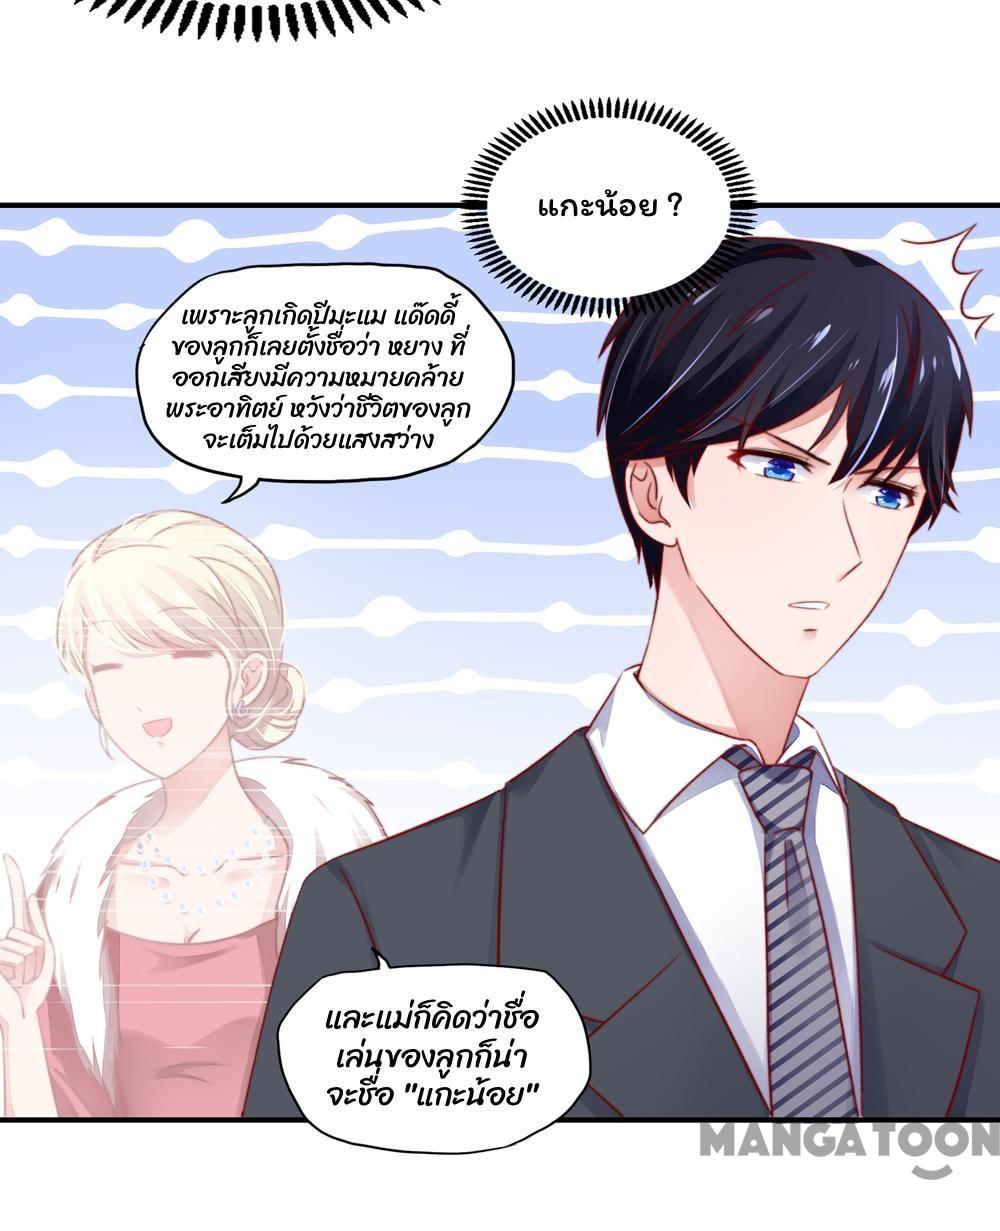 แกะน้อย ?
เพราะลูกเกิดปีมะแม แด๊ดดี้
ของลูกก็เลยตั้งชื่อว่า หยาง ที่
ออกเสียงมีความหมายคล้าย
พระอาทิตย์ หวังว่าชีวิตของลูก
จะเต็มไปด้วยแสงสว่าง
และแม่ก็คิดว่าชื่อ
เล่นของลูกก็น่า
จะชื่อ "แกะน้อย"
MANGATOON